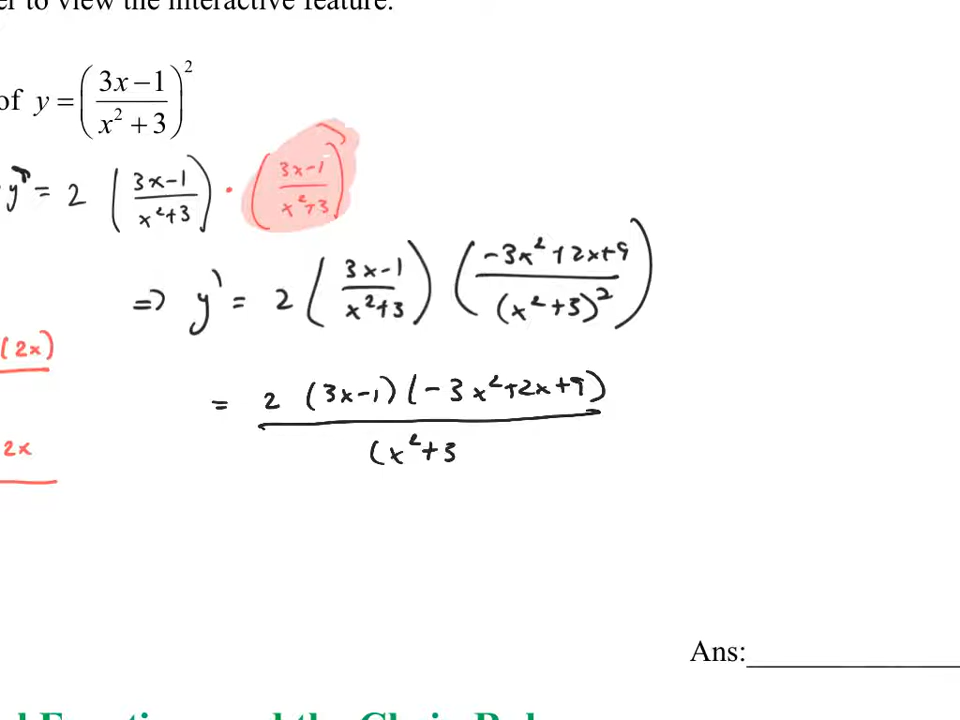 er to view the interactive feature.
of y = ( (3x − 1) / (x² + 3) )²
y' = 2 ( (3x−1) / (x²+3) ) · ( (3x−1) / (x²+3) )'
⇒ y' = 2 ( (3x−1) / (x²+3) ) ( (−3x²+2x+9) / (x²+3)² )
(2x)
= 2 (3x−1)(−3x²+2x+9) / (x²+3
2x
Ans: